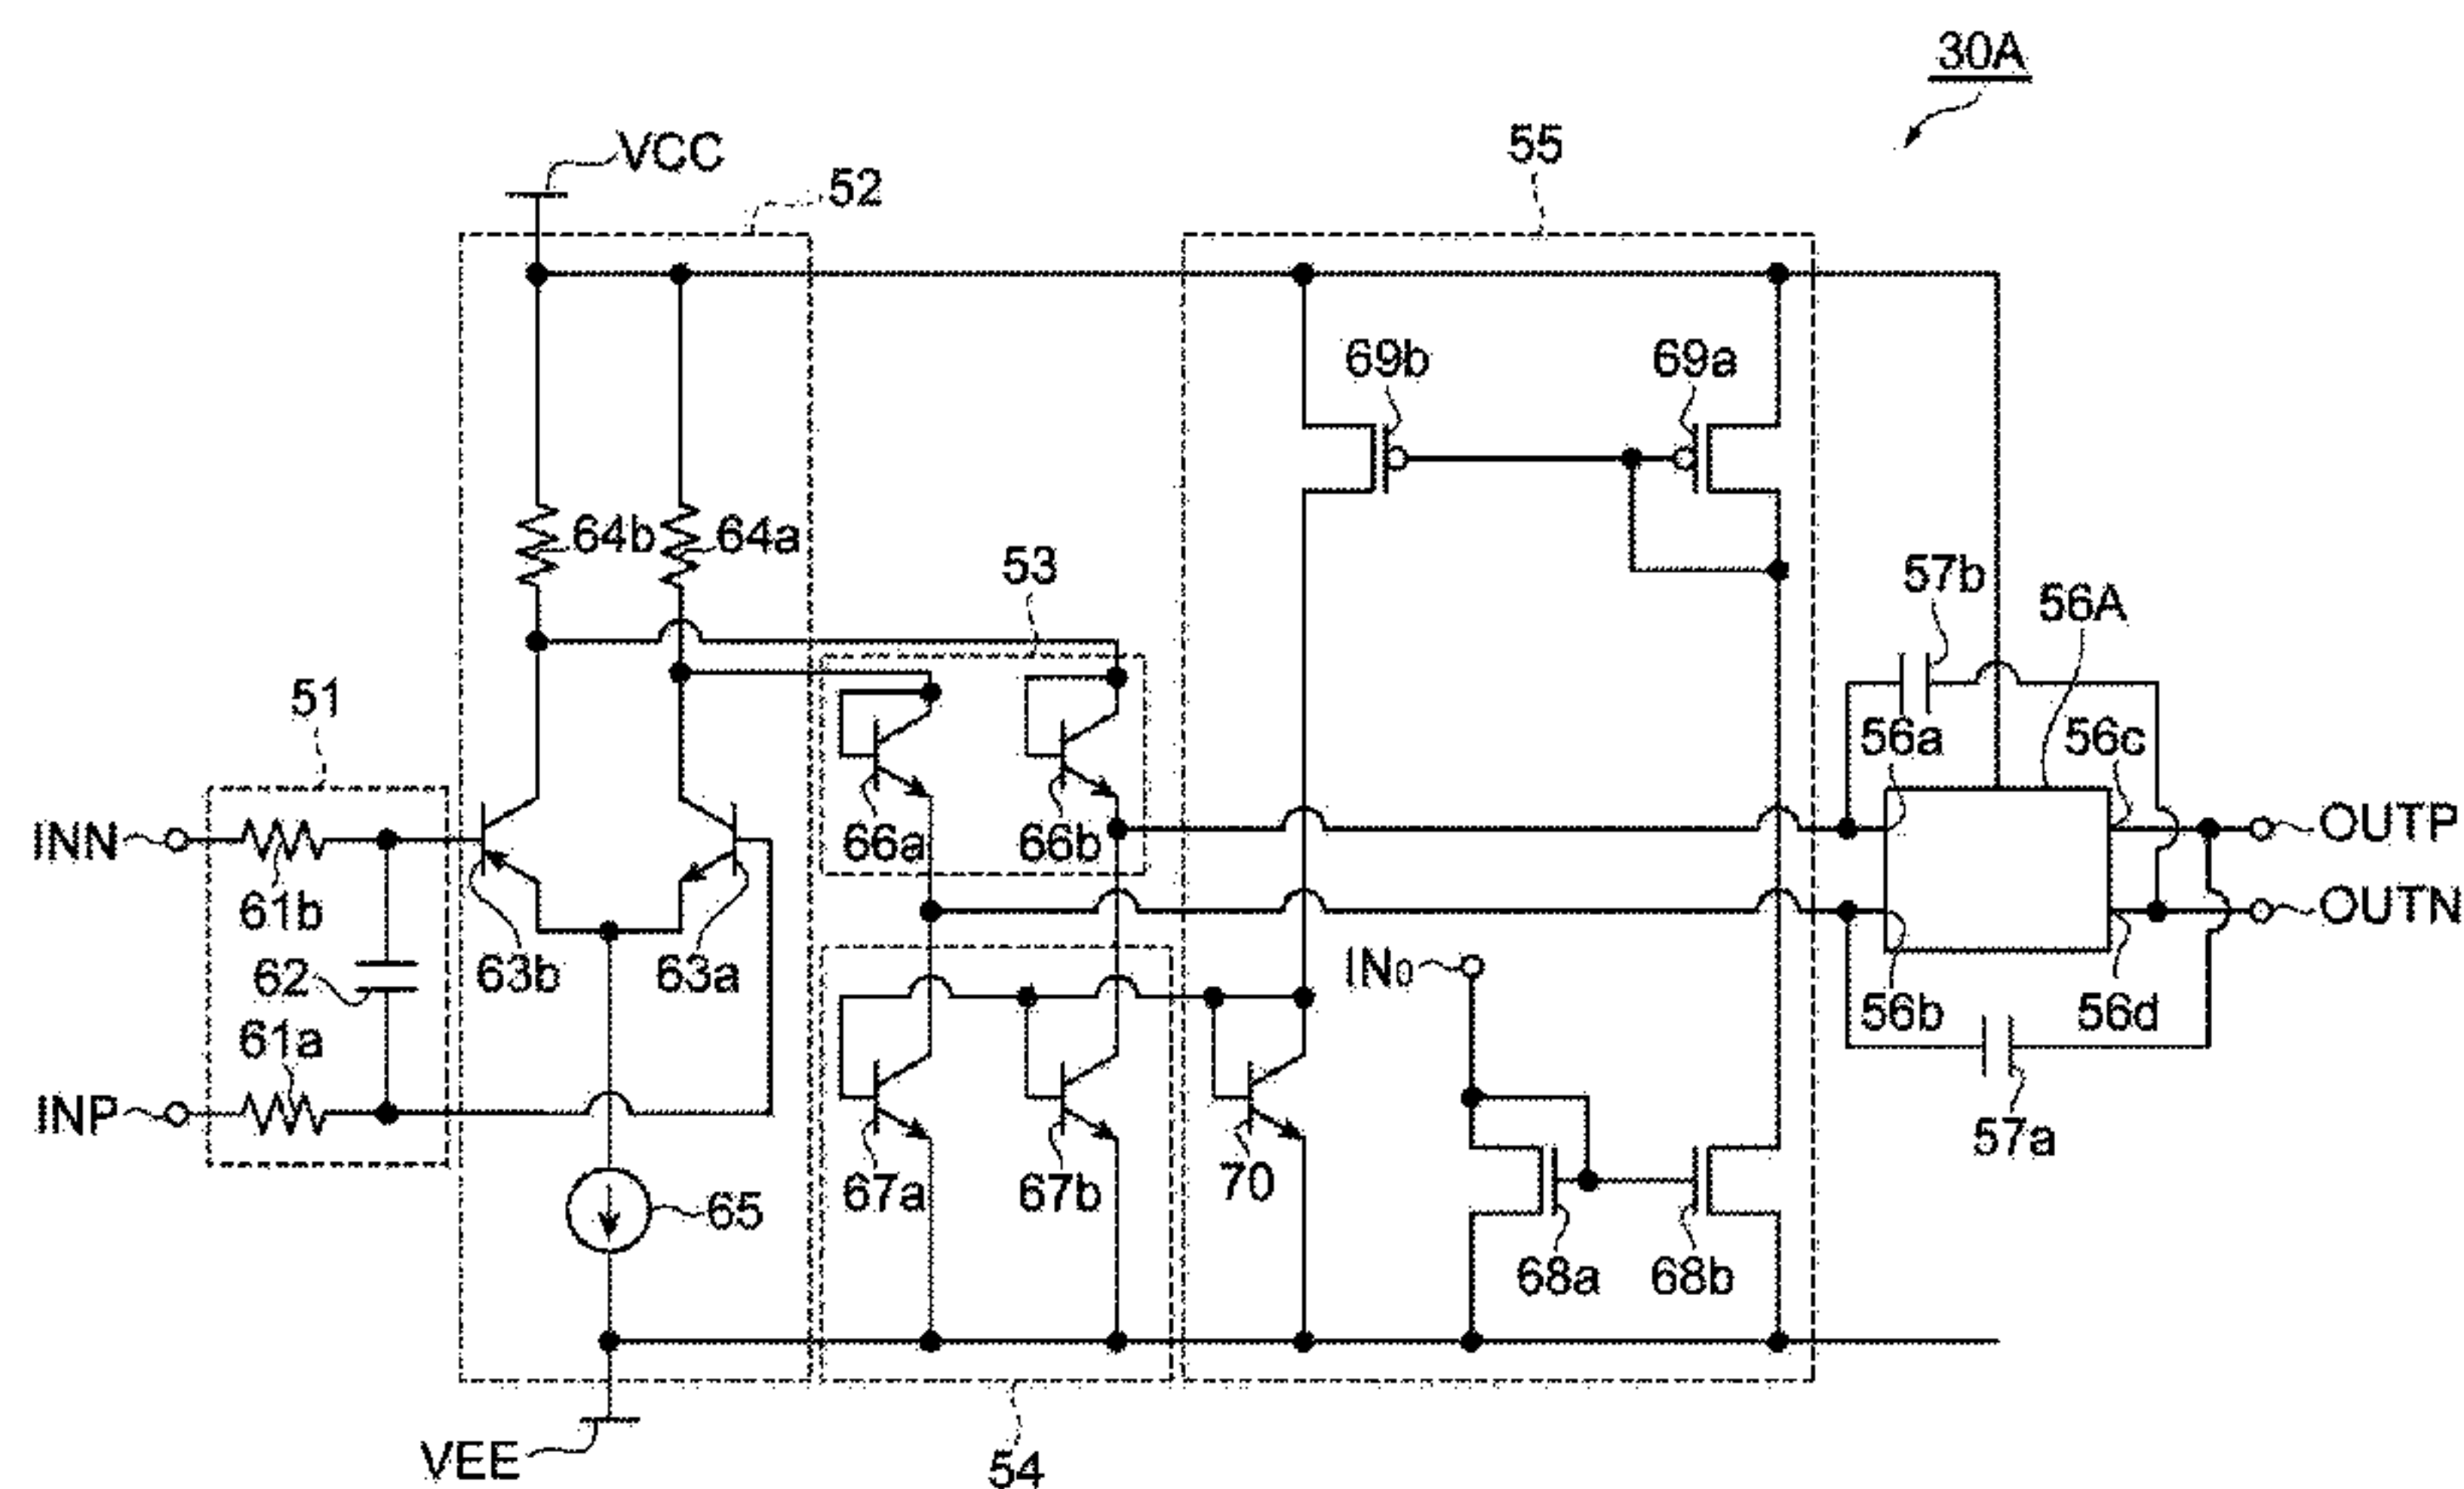 30A
VCC
52
55
69b
69a
64b
64a
53
57b
56A
51
56a
56c
INN
66a
66b
OUTP
61b
OUTN
62
63b
63a
IN0
56b
56d
61a
INP
57a
67a
67b
70
65
68a
68b
VEE
54